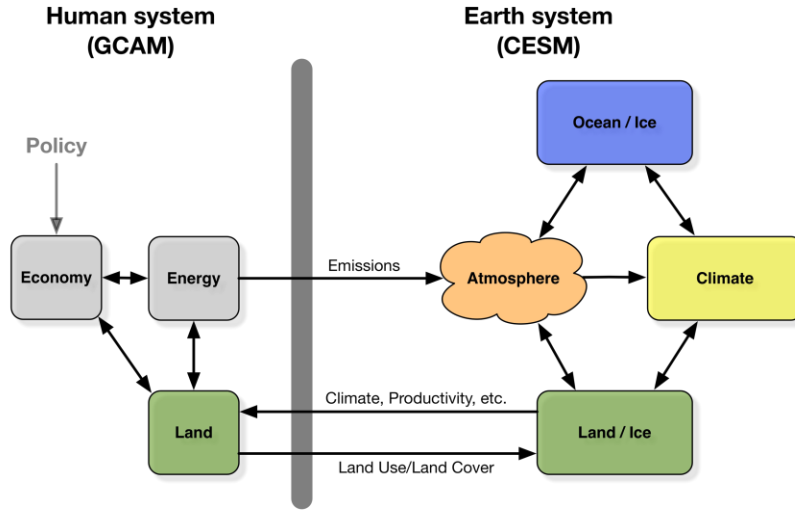 Human system
(GCAM)
Earth system
(CESM)
Policy
Ocean / Ice
Economy
Energy
Emissions
Atmosphere
Climate
Climate, Productivity, etc.
Land
Land / Ice
Land Use/Land Cover